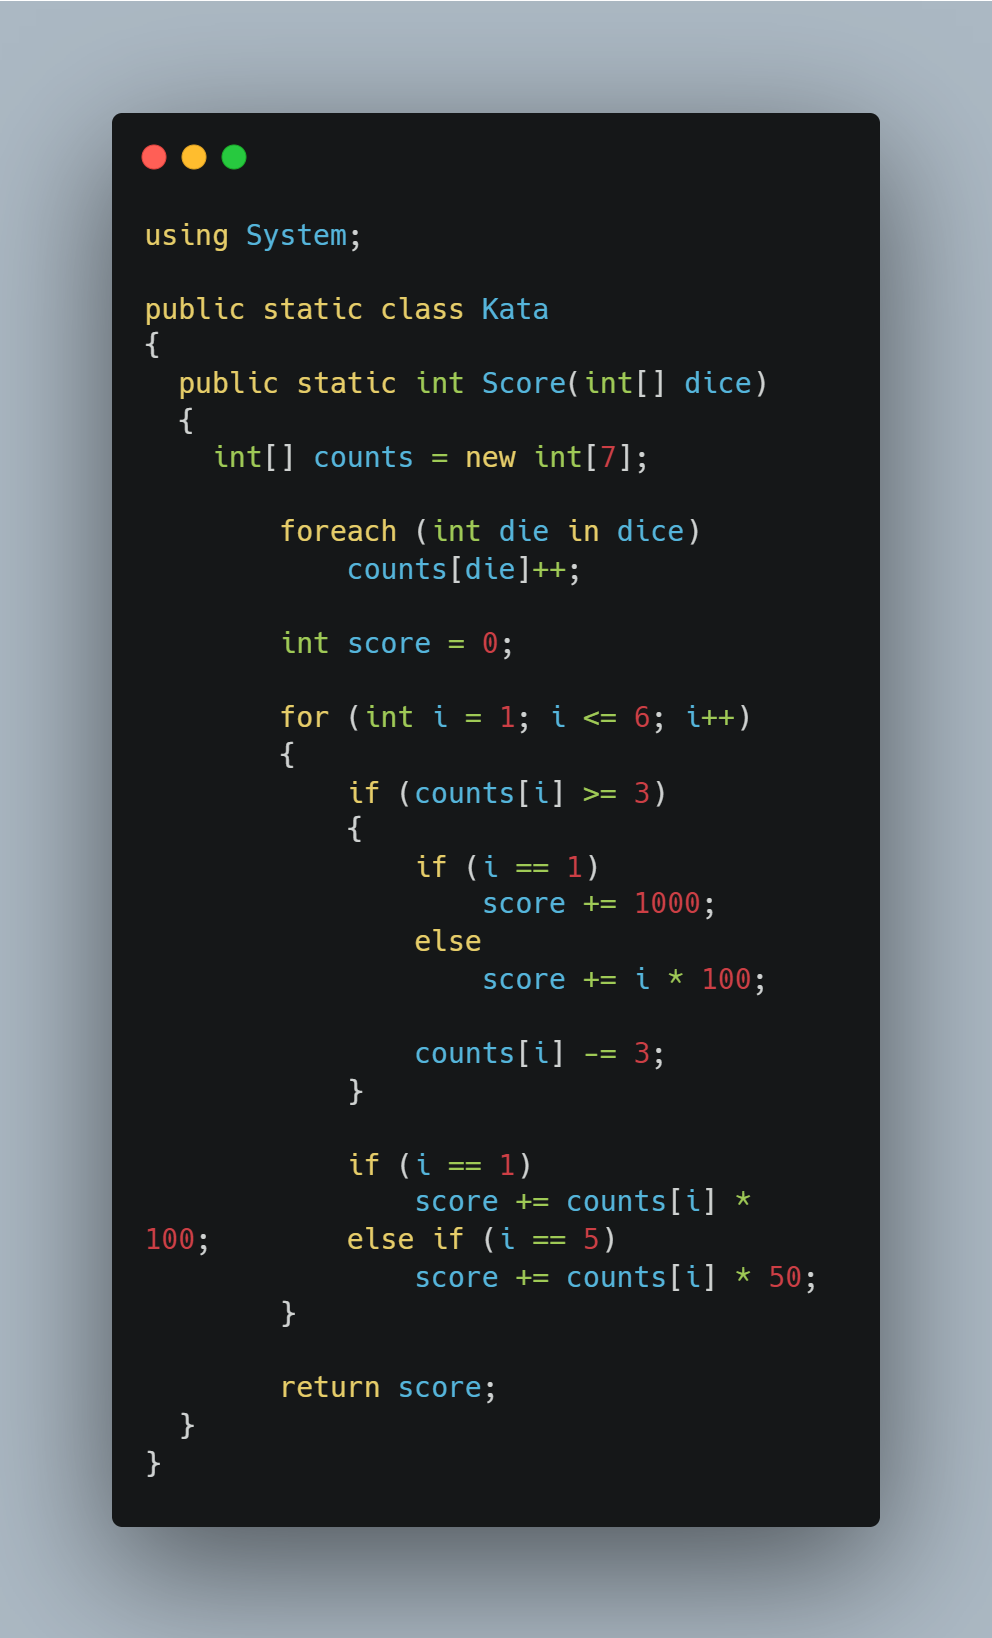 using System;

public static class Kata
{
  public static int Score(int[] dice)
  {
    int[] counts = new int[7];

        foreach (int die in dice)
            counts[die]++;

        int score = 0;

        for (int i = 1; i <= 6; i++)
        {
            if (counts[i] >= 3)
            {
                if (i == 1)
                    score += 1000;
                else
                    score += i * 100;

                counts[i] -= 3;
            }

            if (i == 1)
                score += counts[i] *
100;        else if (i == 5)
                score += counts[i] * 50;
        }

        return score;
  }
}